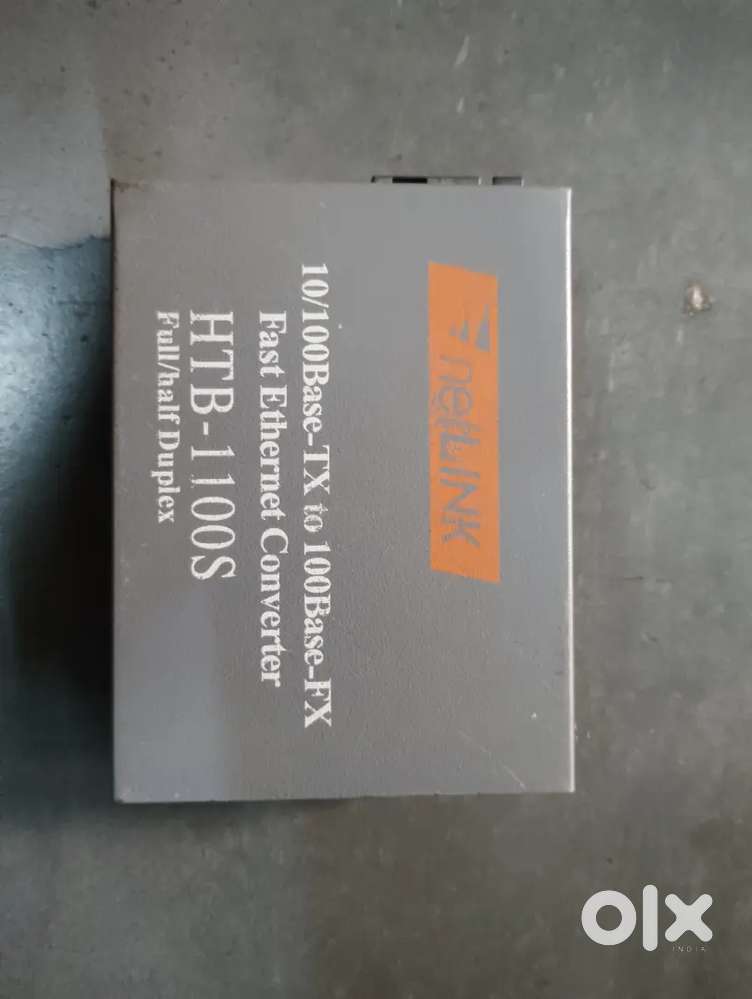 netLINK
10/100Base-TX to 100Base-FX
Fast Ethernet Converter
HTB-1100S
Full/half Duplex
olx
INDIA